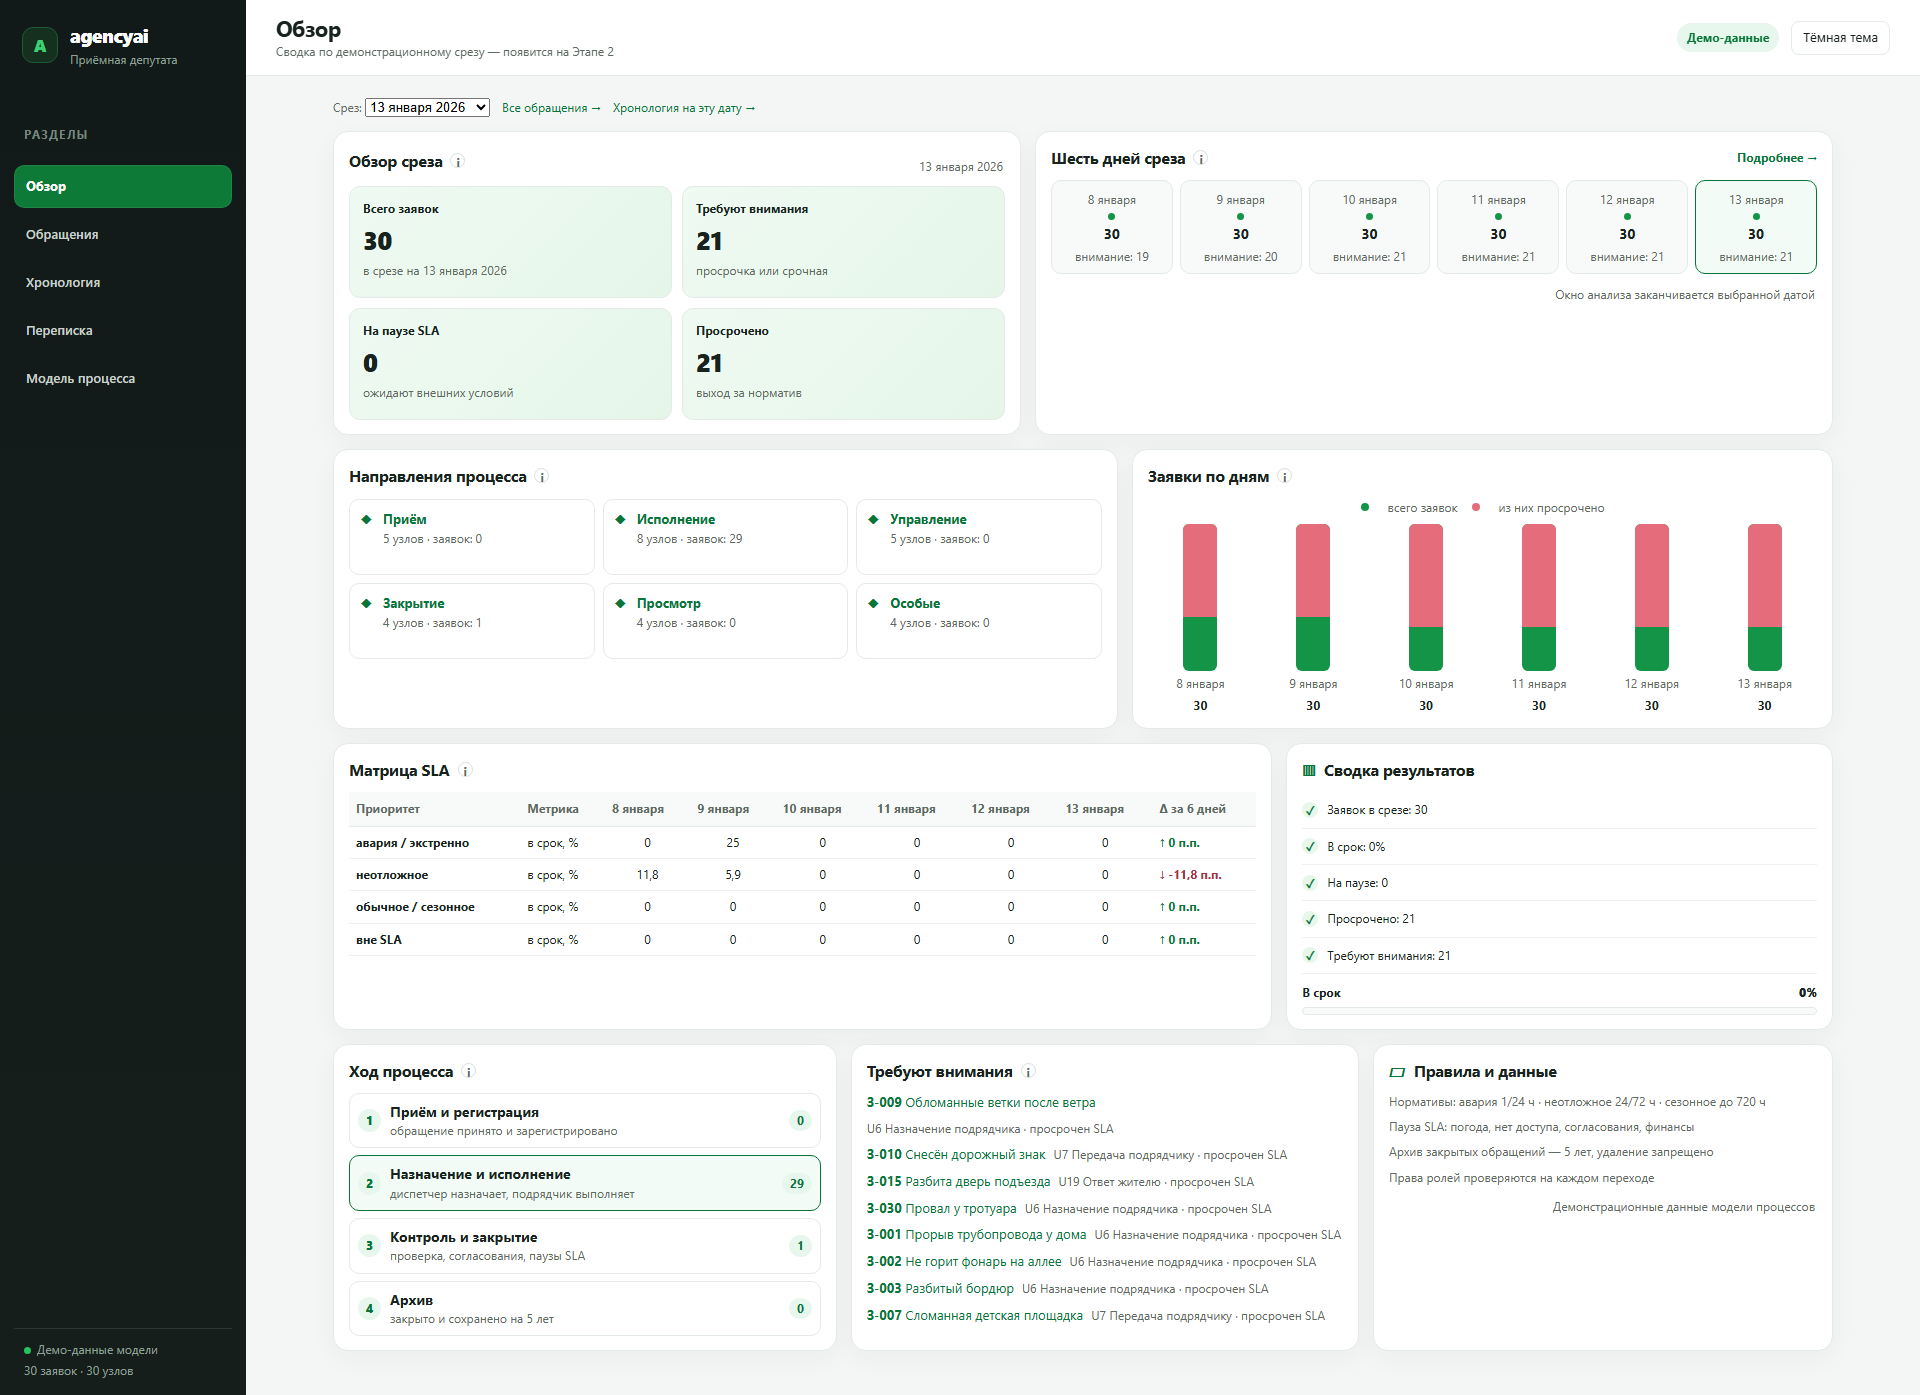 A
agencyai
Приёмная депутата
РАЗДЕЛЫ
Обзор
Обращения
Хронология
Переписка
Модель процесса
Демо-данные модели
30 заявок · 30 узлов
Обзор
Сводка по демонстрационному срезу — появится на Этапе 2
Демо-данные
Тёмная тема
Срез: 13 января 2026 Все обращения → Хронология на эту дату →
Обзор среза i
13 января 2026
Всего заявок
30
в срезе на 13 января 2026
Требуют внимания
21
просрочка или срочная
На паузе SLA
0
ожидают внешних условий
Просрочено
21
выход за норматив
Шесть дней среза i
Подробнее →
8 января
30
внимание: 19
9 января
30
внимание: 20
10 января
30
внимание: 21
11 января
30
внимание: 21
12 января
30
внимание: 21
13 января
30
внимание: 21
Окно анализа заканчивается выбранной датой
Направления процесса i
Приём
5 узлов · заявок: 0
Исполнение
8 узлов · заявок: 29
Управление
5 узлов · заявок: 0
Закрытие
4 узлов · заявок: 1
Просмотр
4 узлов · заявок: 0
Особые
4 узлов · заявок: 0
Заявки по дням i
всего заявок из них просрочено
8 января 9 января 10 января 11 января 12 января 13 января
30 30 30 30 30 30
Матрица SLA i
Приоритет Метрика 8 января 9 января 10 января 11 января 12 января 13 января Δ за 6 дней
авария / экстренно в срок, % 0 25 0 0 0 0 ↑ 0 п.п.
неотложное в срок, % 11,8 5,9 0 0 0 0 ↓ -11,8 п.п.
обычное / сезонное в срок, % 0 0 0 0 0 0 ↑ 0 п.п.
вне SLA в срок, % 0 0 0 0 0 0 ↑ 0 п.п.
Сводка результатов
✓ Заявок в срезе: 30
✓ В срок: 0%
✓ На паузе: 0
✓ Просрочено: 21
✓ Требуют внимания: 21
В срок 0%
Ход процесса i
1 Приём и регистрация 0
обращение принято и зарегистрировано
2 Назначение и исполнение 29
диспетчер назначает, подрядчик выполняет
3 Контроль и закрытие 1
проверка, согласования, паузы SLA
4 Архив 0
закрыто и сохранено на 5 лет
Требуют внимания i
З-009 Обломанные ветки после ветра
U6 Назначение подрядчика · просрочен SLA
З-010 Снесён дорожный знак U7 Передача подрядчику · просрочен SLA
З-015 Разбита дверь подъезда U19 Ответ жителю · просрочен SLA
З-030 Провал у тротуара U6 Назначение подрядчика · просрочен SLA
З-001 Прорыв трубопровода у дома U6 Назначение подрядчика · просрочен SLA
З-002 Не горит фонарь на аллее U6 Назначение подрядчика · просрочен SLA
З-003 Разбитый бордюр U6 Назначение подрядчика · просрочен SLA
З-007 Сломанная детская площадка U7 Передача подрядчику · просрочен SLA
Правила и данные
Нормативы: авария 1/24 ч · неотложное 24/72 ч · сезонное до 720 ч
Пауза SLA: погода, нет доступа, согласования, финансы
Архив закрытых обращений — 5 лет, удаление запрещено
Права ролей проверяются на каждом переходе
Демонстрационные данные модели процессов